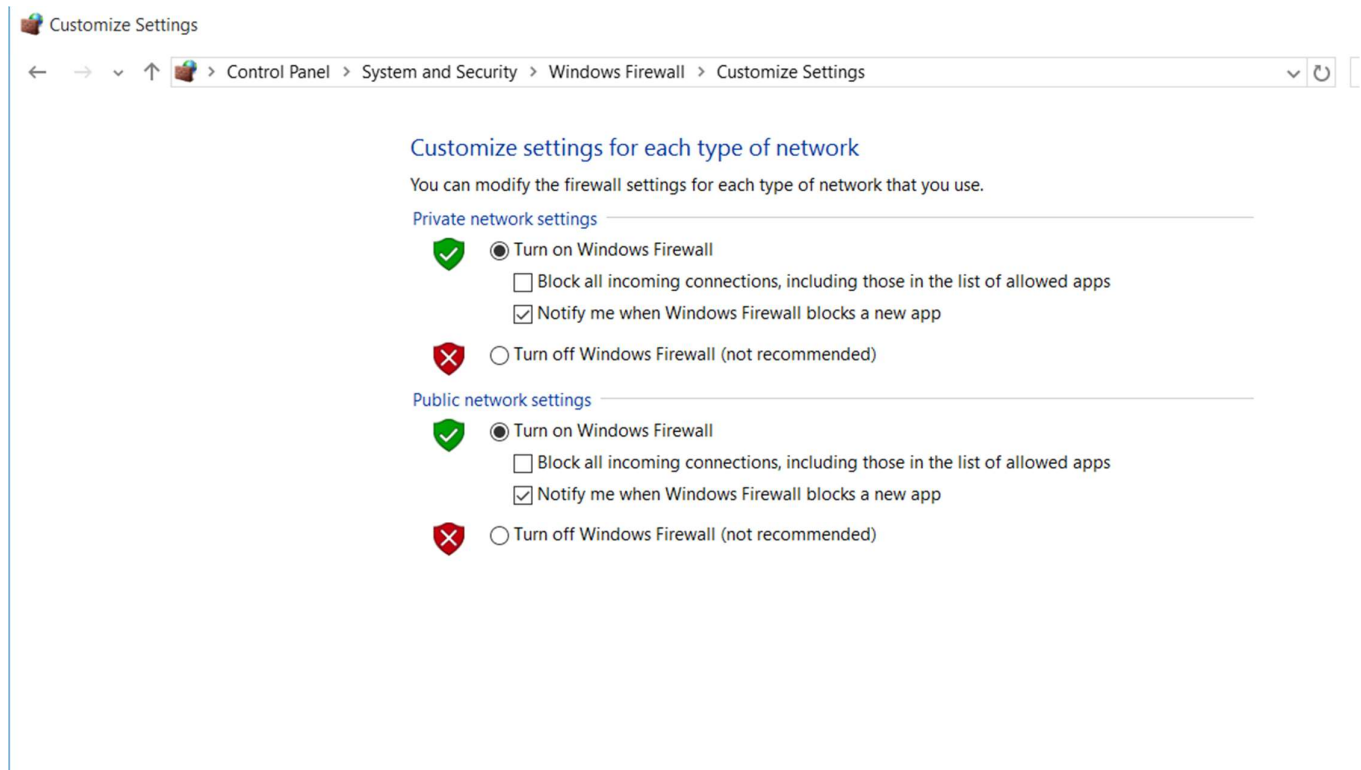 Customize Settings
Control Panel > System and Security > Windows Firewall > Customize Settings
Customize settings for each type of network
You can modify the firewall settings for each type of network that you use.
Private network settings
Turn on Windows Firewall
Block all incoming connections, including those in the list of allowed apps
Notify me when Windows Firewall blocks a new app
Turn off Windows Firewall (not recommended)
Public network settings
Turn on Windows Firewall
Block all incoming connections, including those in the list of allowed apps
Notify me when Windows Firewall blocks a new app
Turn off Windows Firewall (not recommended)